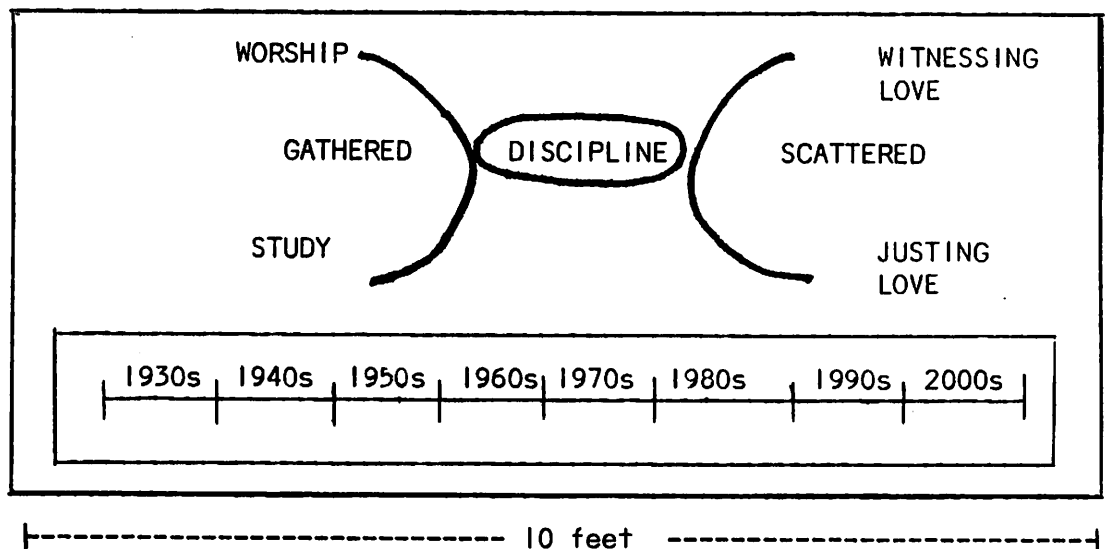 WORSHIP
WITNESSING
LOVE
GATHERED
DISCIPLINE
SCATTERED
STUDY
JUSTING
LOVE
1930s 1940s 1950s 1960s 1970s 1980s 1990s 2000s
10 feet